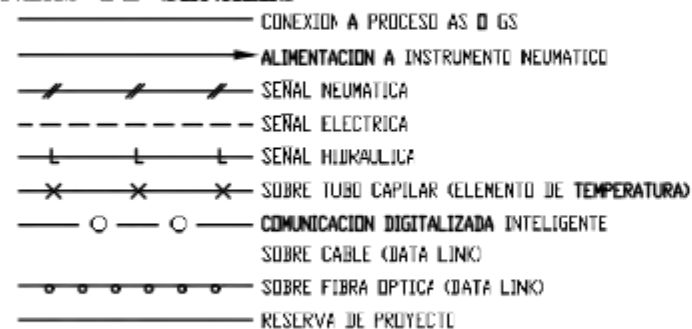 CONEXION A PROCESO AS O GS
ALIMENTACION A INSTRUMENTO NEUMATICO
SEÑAL NEUMATICA
SEÑAL ELECTRICA
SEÑAL HIDRAULICA
SOBRE TUBO CAPILAR (ELEMENTO DE TEMPERATURA)
COMUNICACION DIGITALIZADA INTELIGENTE
SOBRE CABLE (DATA LINK)
SOBRE FIBRA OPTICA (DATA LINK)
RESERVA DE PROYECTO